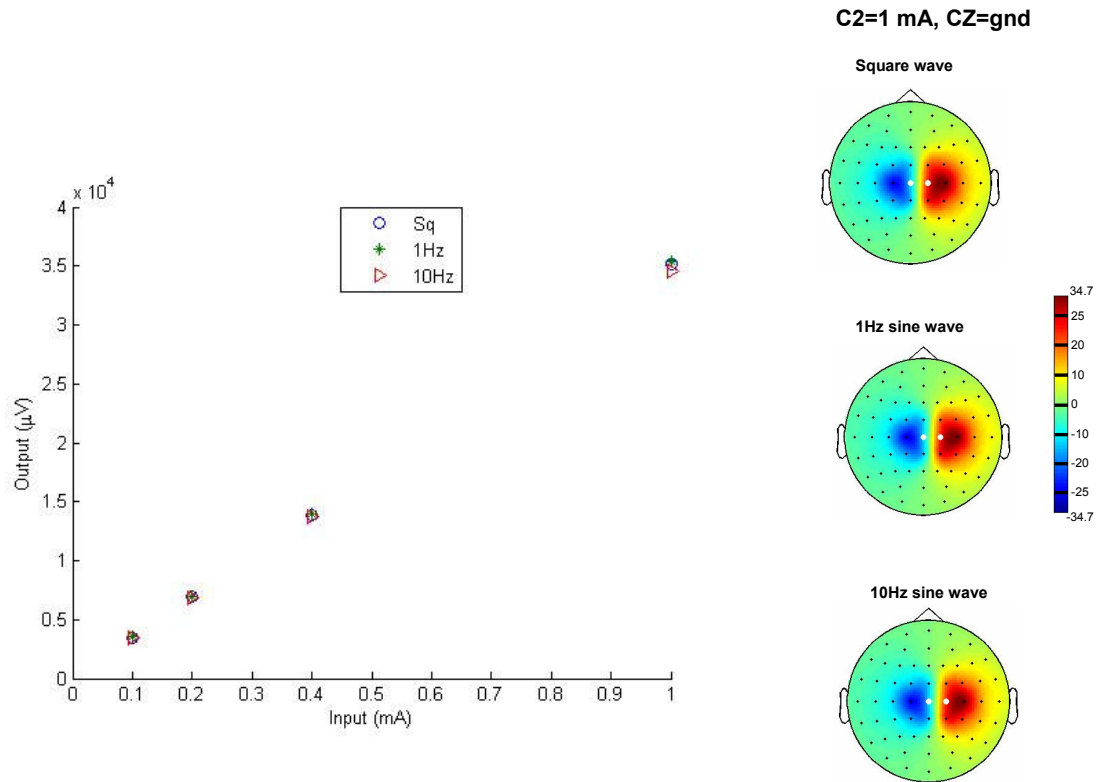 C2=1 mA, CZ=gnd
Square wave
x 10^4
4
3.5
3
2.5
2
1.5
1
0.5
0
Output (µV)
Sq
1Hz
10Hz
0 0.1 0.2 0.3 0.4 0.5 0.6 0.7 0.8 0.9 1
Input (mA)
1Hz sine wave
34.7
25
20
10
0
-10
-20
-25
-34.7
10Hz sine wave